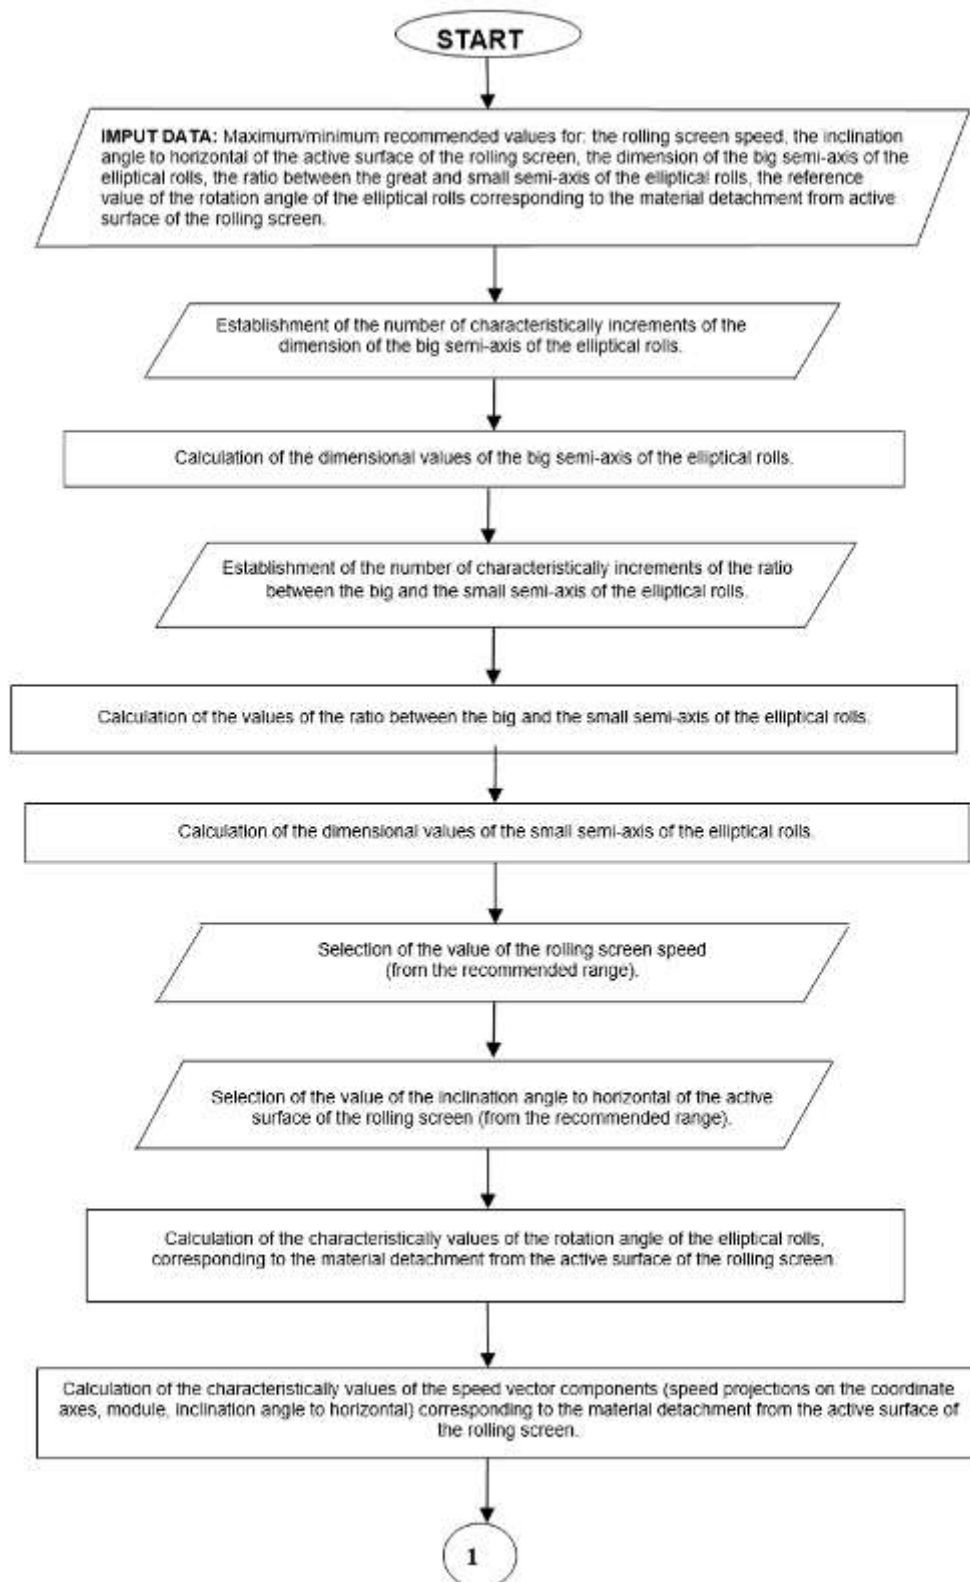 START
IMPUT DATA: Maximum/minimum recommended values for: the rolling screen speed, the inclination
angle to horizontal of the active surface of the rolling screen, the dimension of the big semi-axis of the
elliptical rolls, the ratio between the great and small semi-axis of the elliptical rolls, the reference
value of the rotation angle of the elliptical rolls corresponding to the material detachment from active
surface of the rolling screen.
Establishment of the number of characteristically increments of the
dimension of the big semi-axis of the elliptical rolls.
Calculation of the dimensional values of the big semi-axis of the elliptical rolls.
Establishment of the number of characteristically increments of the ratio
between the big and the small semi-axis of the elliptical rolls.
Calculation of the values of the ratio between the big and the small semi-axis of the elliptical rolls.
Calculation of the dimensional values of the small semi-axis of the elliptical rolls.
Selection of the value of the rolling screen speed
(from the recommended range).
Selection of the value of the inclination angle to horizontal of the active
surface of the rolling screen (from the recommended range).
Calculation of the characteristically values of the rotation angle of the elliptical rolls,
corresponding to the material detachment from the active surface of the rolling screen.
Calculation of the characteristically values of the speed vector components (speed projections on the coordinate
axes, module, inclination angle to horizontal) corresponding to the material detachment from the active surface of
the rolling screen.
1